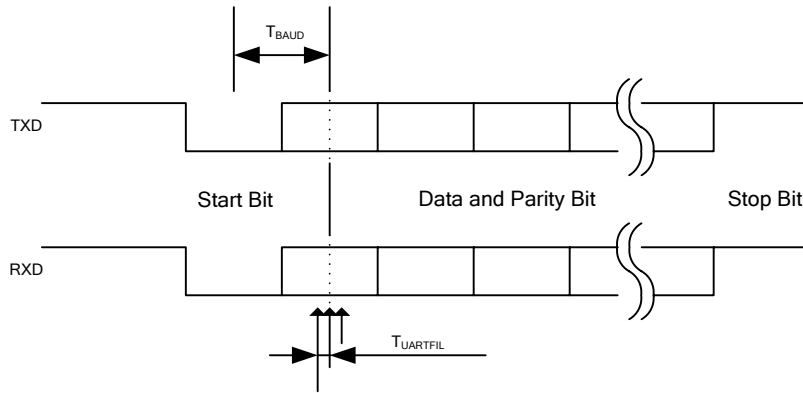 TBAUD
TXD
Start Bit
Data and Parity Bit
Stop Bit
RXD
TUARTFIL